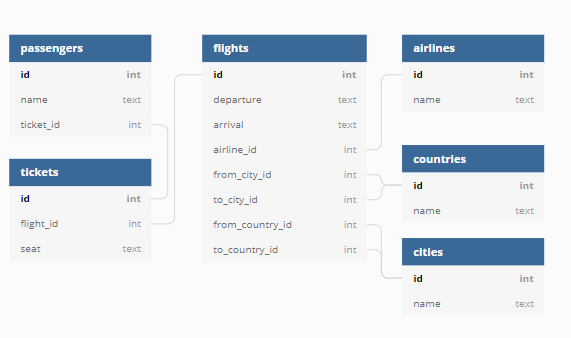 passengers
id int
name text
ticket_id int
tickets
id int
flight_id int
seat text
flights
id int
departure text
arrival text
airline_id int
from_city_id int
to_city_id int
from_country_id int
to_country_id int
airlines
id int
name text
countries
id int
name text
cities
id int
name text